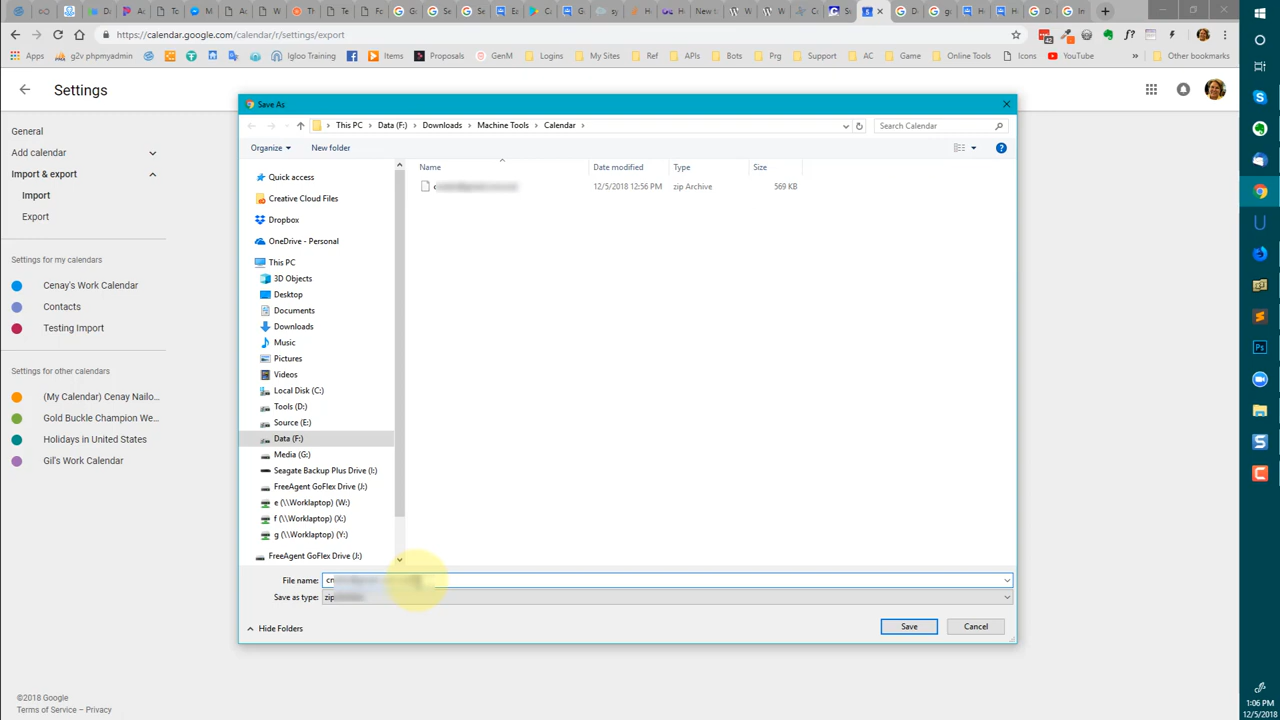 https://calendar.google.com/calendar/r/settings/export
Apps
g2v phpmyadmin
Igloo Training
GenM
Items
Proposals
Logins
My Sites
Ref
APIs
Bots
Prg
Support
AC
Game
Online Tools
Icons
YouTube
»
Other bookmarks
Settings
General
Add calendar
Import & export
Import
Export
Settings for my calendars
Cenay's Work Calendar
Contacts
Testing Import
Settings for other calendars
(My Calendar) Cenay Nailo...
Gold Buckle Champion We...
Holidays in United States
Gil's Work Calendar
©2018 Google
Terms of Service – Privacy
Save As
This PC > Data (F:) > Downloads > Machine Tools > Calendar >
Search Calendar
Organize
New folder
Name
Date modified
Type
Size
12/5/2018 12:56 PM
zip Archive
569 KB
Quick access
Creative Cloud Files
Dropbox
OneDrive - Personal
This PC
3D Objects
Desktop
Documents
Downloads
Music
Pictures
Videos
Local Disk (C:)
Tools (D:)
Source (E:)
Data (F:)
Media (G:)
Seagate Backup Plus Drive (I:)
FreeAgent GoFlex Drive (J:)
e (\\Worklaptop) (W:)
f (\\Worklaptop) (X:)
g (\\Worklaptop) (Y:)
FreeAgent GoFlex Drive (J:)
File name:
Save as type:
zip
Hide Folders
Save
Cancel
1:06 PM
12/5/2018